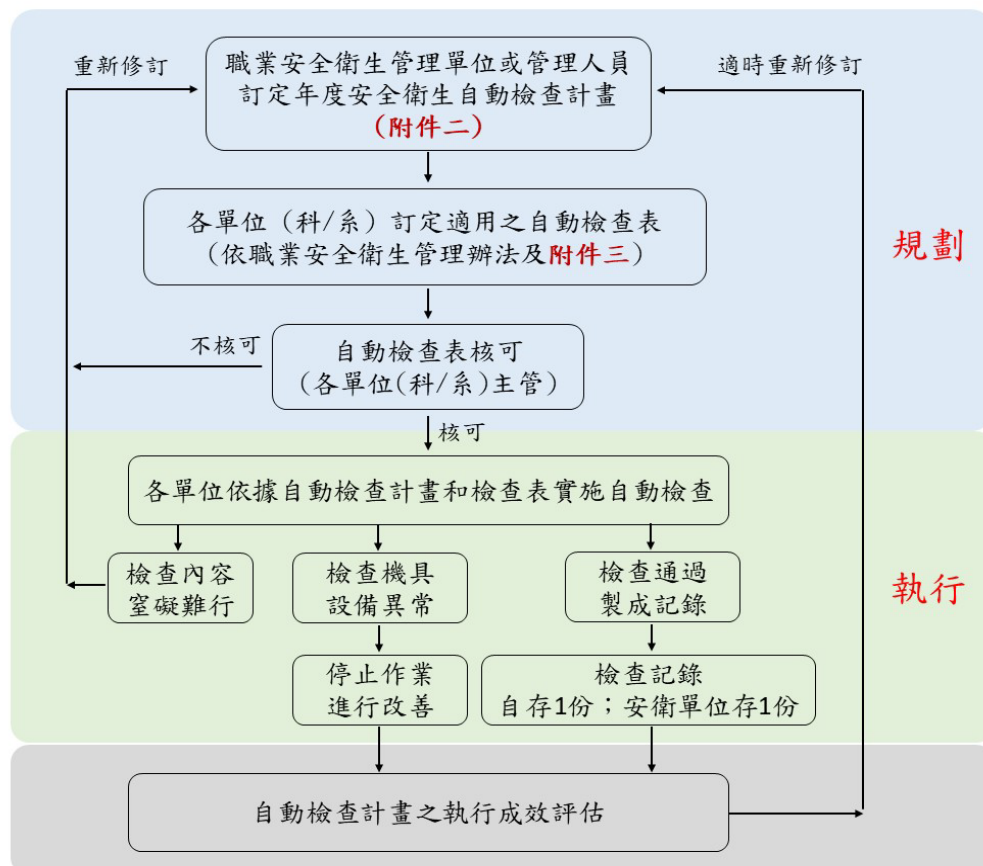 重新修訂
職業安全衛生管理單位或管理人員
訂定年度安全衛生自動檢查計畫
(附件二)
適時重新修訂
各單位（科/系）訂定適用之自動檢查表
(依職業安全衛生管理辦法及附件三)
規劃
不核可
自動檢查表核可
(各單位(科/系)主管)
核可
各單位依據自動檢查計畫和檢查表實施自動檢查
檢查內容
窒礙難行
檢查機具
設備異常
檢查通過
製成記錄
執行
停止作業
進行改善
檢查記錄
自存1份；安衛單位存1份
自動檢查計畫之執行成效評估